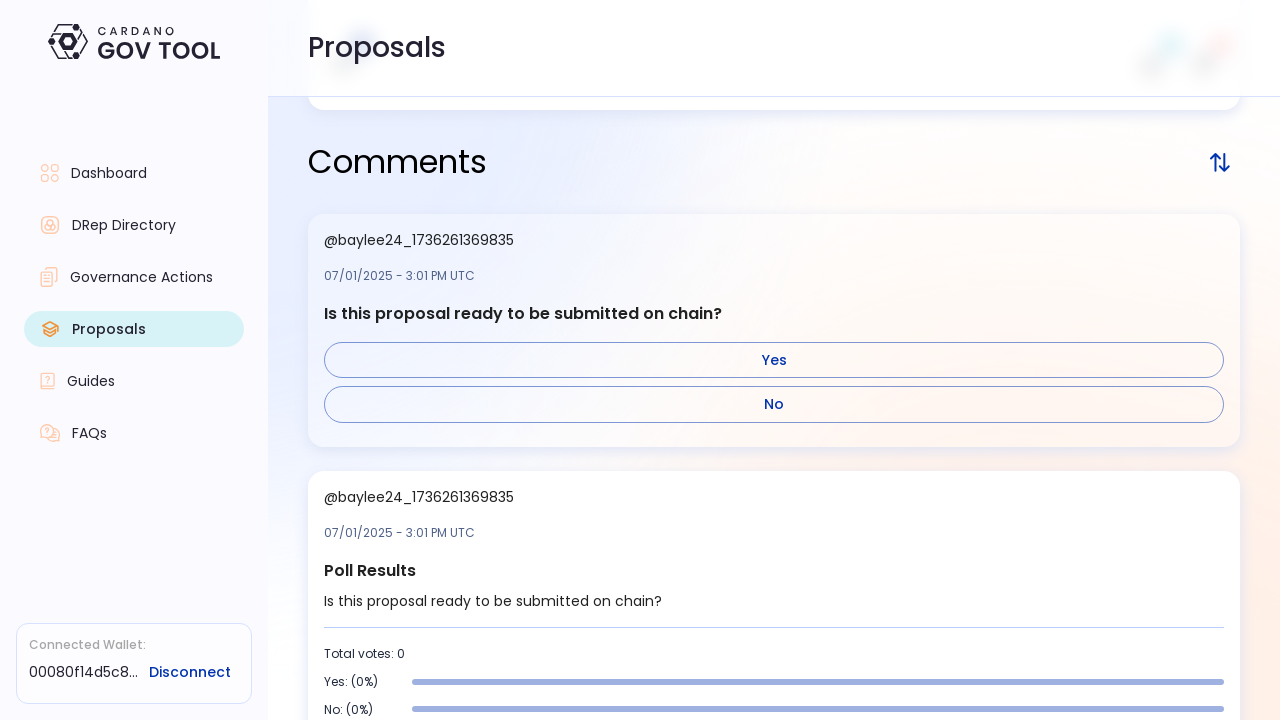 CARDANO
GOV TOOL
Dashboard
DRep Directory
Governance Actions
Proposals
Guides
FAQs
Connected Wallet:
00080f14d5c8...
Disconnect
Proposals
Comments
@baylee24_1736261369835
07/01/2025 - 3:01 PM UTC
Is this proposal ready to be submitted on chain?
Yes
No
@baylee24_1736261369835
07/01/2025 - 3:01 PM UTC
Poll Results
Is this proposal ready to be submitted on chain?
Total votes: 0
Yes: (0%)
No: (0%)